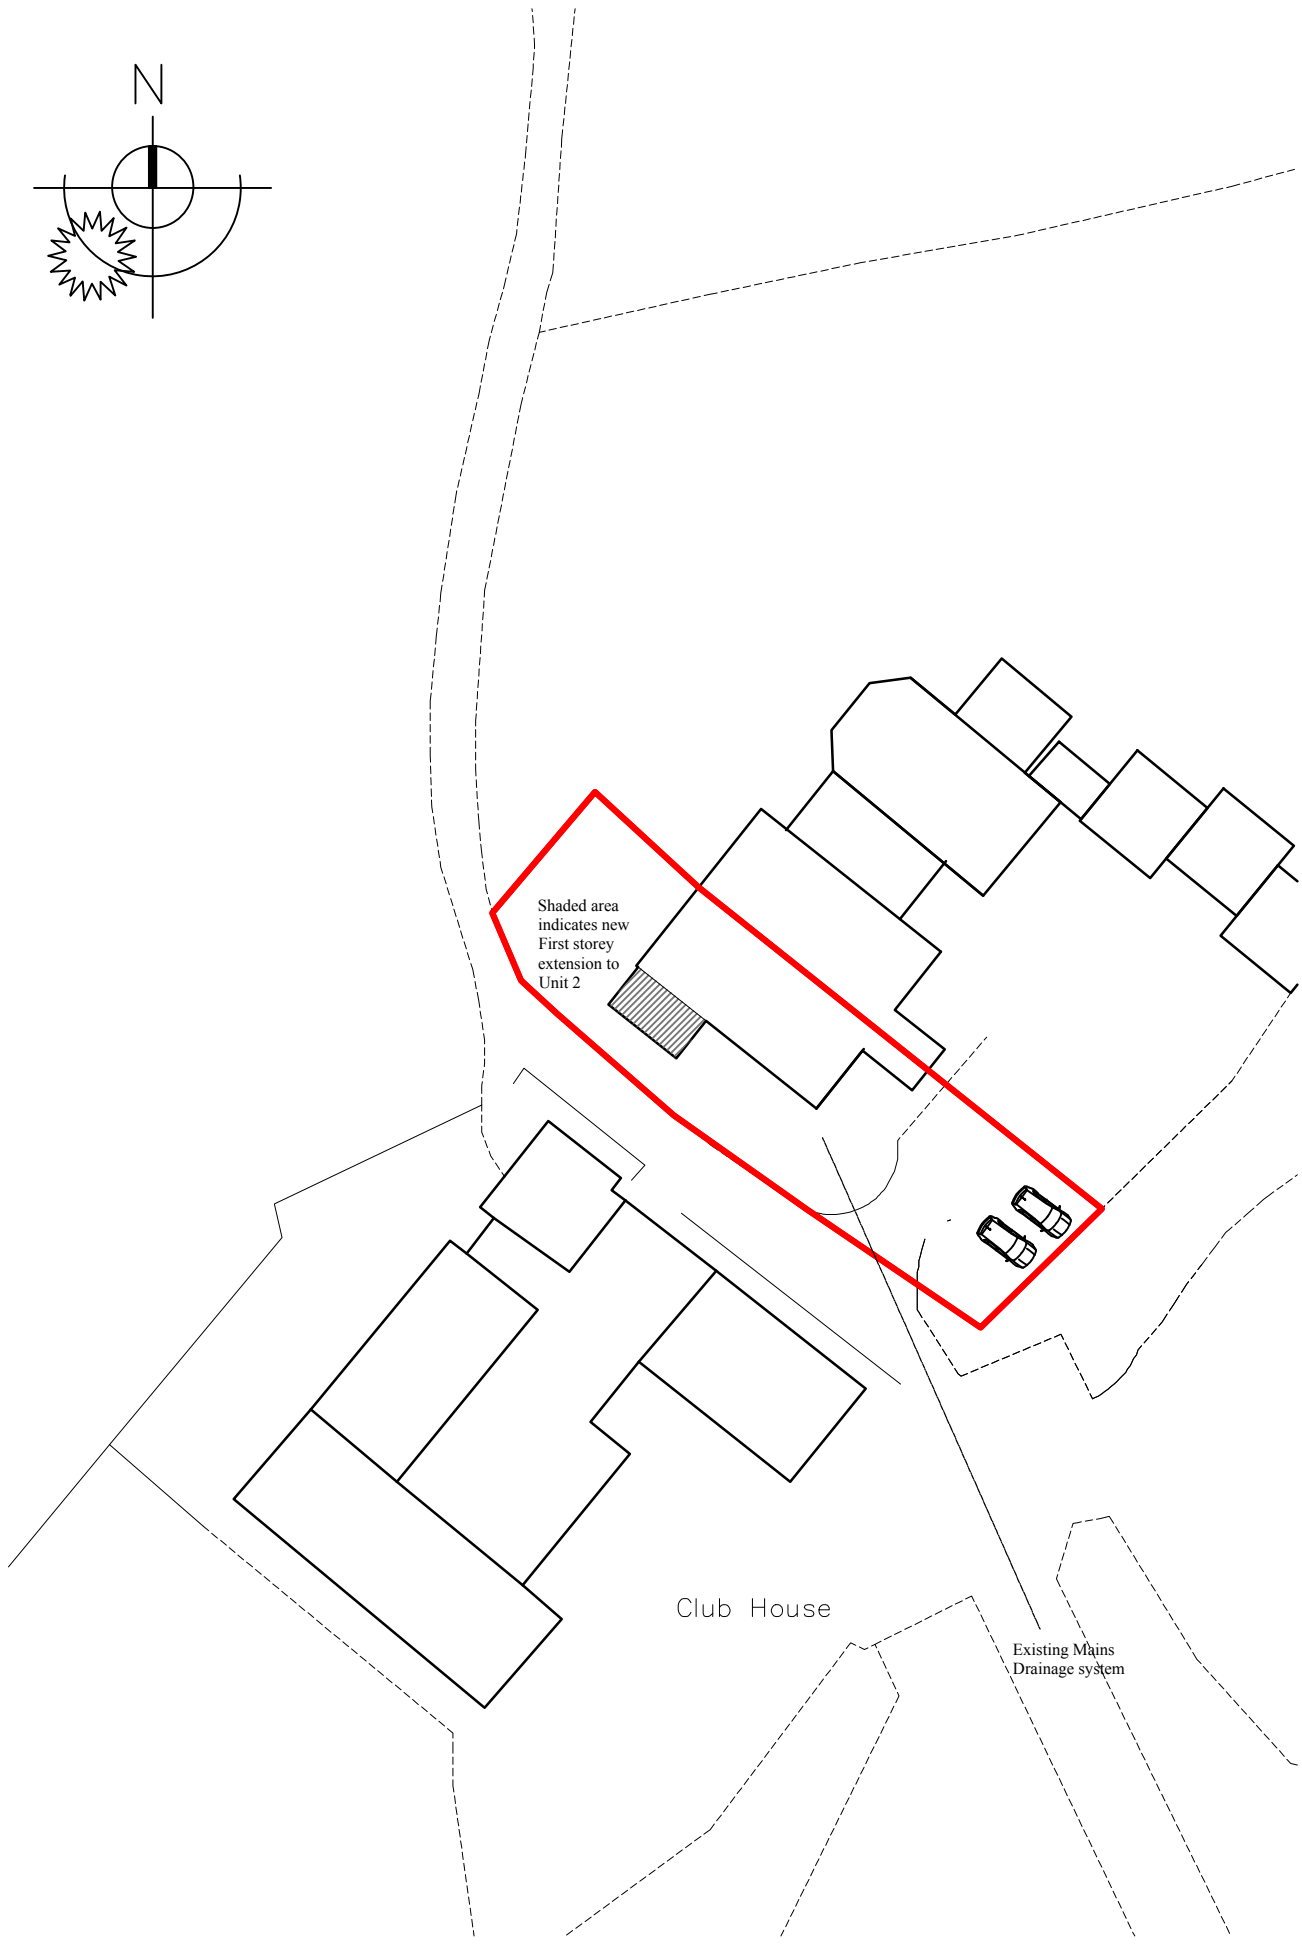 N
Shaded area
indicates new
First storey
extension to
Unit 2
Club House
Existing Mains
Drainage system